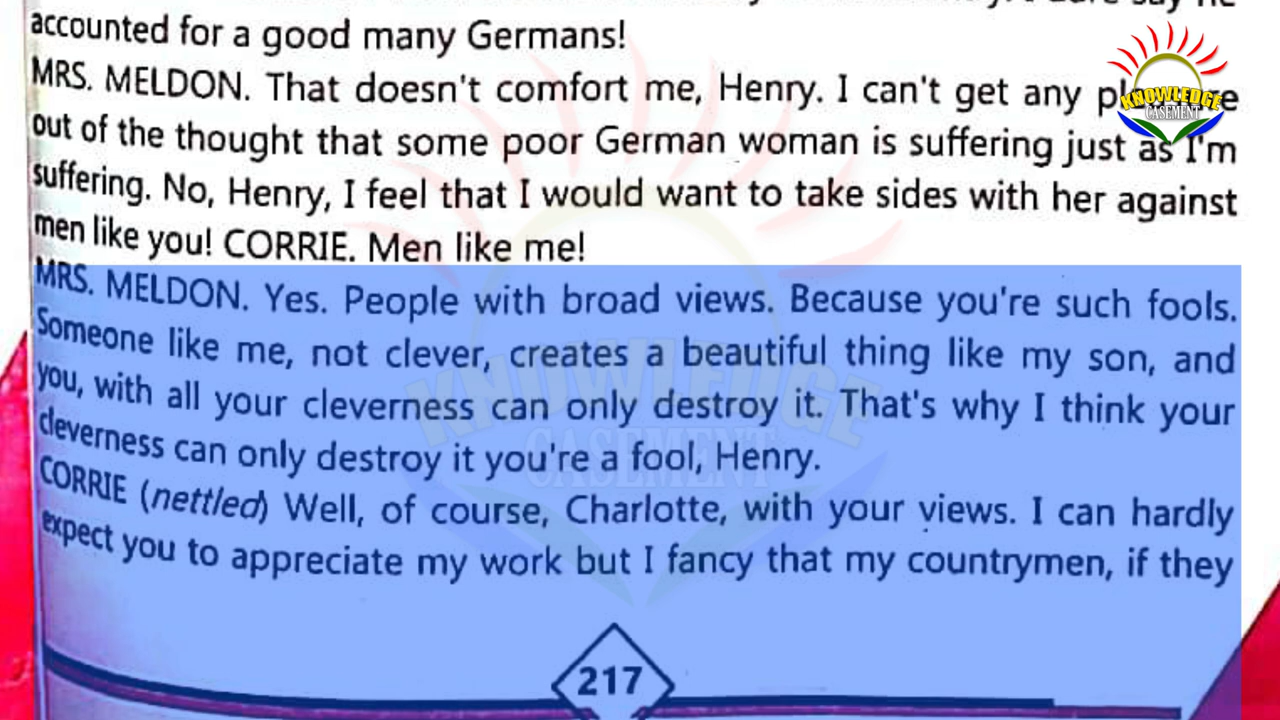 accounted for a good many Germans!
MRS. MELDON. That doesn't comfort me, Henry. I can't get any
out of the thought that some poor German woman is suffering just as I'm
suffering. No, Henry, I feel that I would want to take sides with her against
men like you! CORRIE. Men like me!
MRS. MELDON. Yes. People with broad views. Because you're such fools.
Someone like me, not clever, creates a beautiful thing like my son, and
you, with all your cleverness can only destroy it. That's why I think your
cleverness can only destroy it you're a fool, Henry.
CORRIE (nettled) Well, of course, Charlotte, with your views. I can hardly
expect you to appreciate my work but I fancy that my countrymen, if they
217
KNOWLEDGE
CASEMENT
KNOWLEDGE
CASEMENT